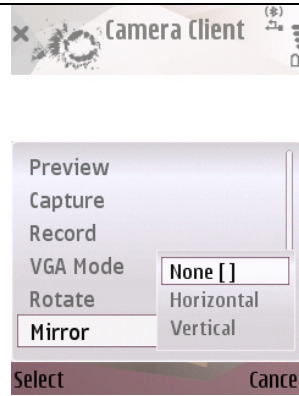 Camera Client
Preview
Capture
Record
VGA Mode
Rotate
Mirror
None [ ]
Horizontal
Vertical
Select
Cance